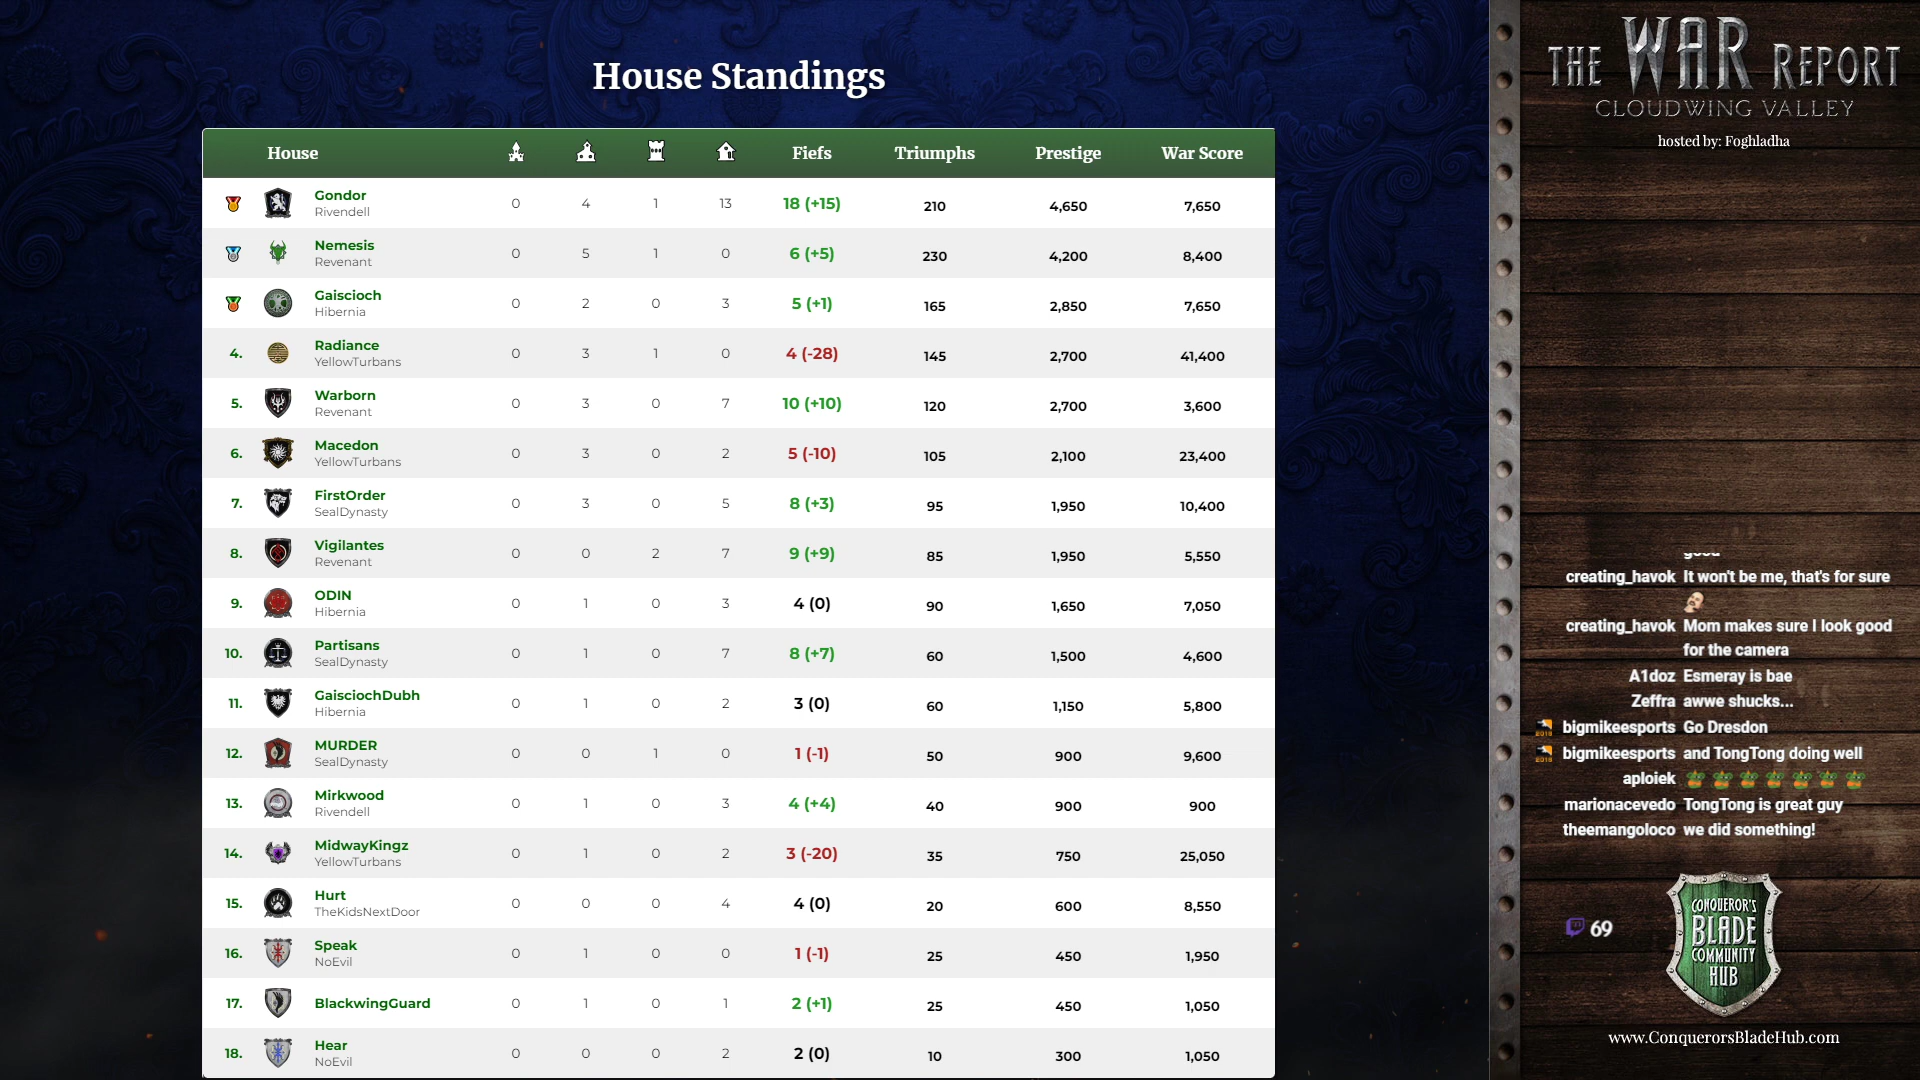 House Standings
House Fiefs Triumphs Prestige War Score
Gondor
Rivendell
0 4 1 13 18 (+15) 210 4,650 7,650
Nemesis
Revenant
0 5 1 0 6 (+5) 230 4,200 8,400
Gaiscioch
Hibernia
0 2 0 3 5 (+1) 165 2,850 7,650
4. Radiance
YellowTurbans
0 3 1 0 4 (-28) 145 2,700 41,400
5. Warborn
Revenant
0 3 0 7 10 (+10) 120 2,700 3,600
6. Macedon
YellowTurbans
0 3 0 2 5 (-10) 105 2,100 23,400
7. FirstOrder
SealDynasty
0 3 0 5 8 (+3) 95 1,950 10,400
8. Vigilantes
Revenant
0 0 2 7 9 (+9) 85 1,950 5,550
9. ODIN
Hibernia
0 1 0 3 4 (0) 90 1,650 7,050
10. Partisans
SealDynasty
0 1 0 7 8 (+7) 60 1,500 4,600
11. GaisciochDubh
Hibernia
0 1 0 2 3 (0) 60 1,150 5,800
12. MURDER
SealDynasty
0 0 1 0 1 (-1) 50 900 9,600
13. Mirkwood
Rivendell
0 1 0 3 4 (+4) 40 900 900
14. MidwayKingz
YellowTurbans
0 1 0 2 3 (-20) 35 750 25,050
15. Hurt
TheKidsNextDoor
0 0 0 4 4 (0) 20 600 8,550
16. Speak
NoEvil
0 1 0 0 1 (-1) 25 450 1,950
17. BlackwingGuard
0 1 0 1 2 (+1) 25 450 1,050
18. Hear
NoEvil
0 0 0 2 2 (0) 10 300 1,050
THE WAR REPORT
CLOUDWING VALLEY
hosted by: Foghladha
good
creating_havok It won't be me, that's for sure
creating_havok Mom makes sure I look good
for the camera
A1doz Esmeray is bae
Zeffra awwe shucks...
bigmikeesports Go Dresdon
bigmikeesports and TongTong doing well
aploiek
marionacevedo TongTong is great guy
theemangoloco we did something!
69
CONQUEROR'S
BLADE
COMMUNITY
HUB
www.ConquerorsBladeHub.com